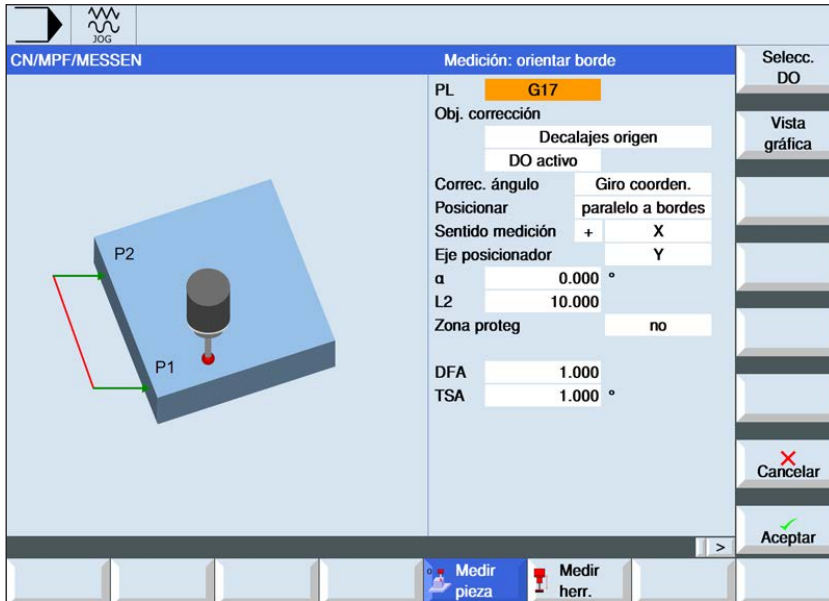 JOG
CN/MPF/MESSEN
Medición: orientar borde
Selecc.
DO
Vista
gráfica
P2
P1
PL G17
Obj. corrección
Decalajes origen
DO activo
Correc. ángulo Giro coorden.
Posicionar paralelo a bordes
Sentido medición + X
Eje posicionador Y
α 0.000 °
L2 10.000
Zona proteg no
DFA 1.000
TSA 1.000 °
Cancelar
Aceptar
>
Medir
pieza
Medir
herr.